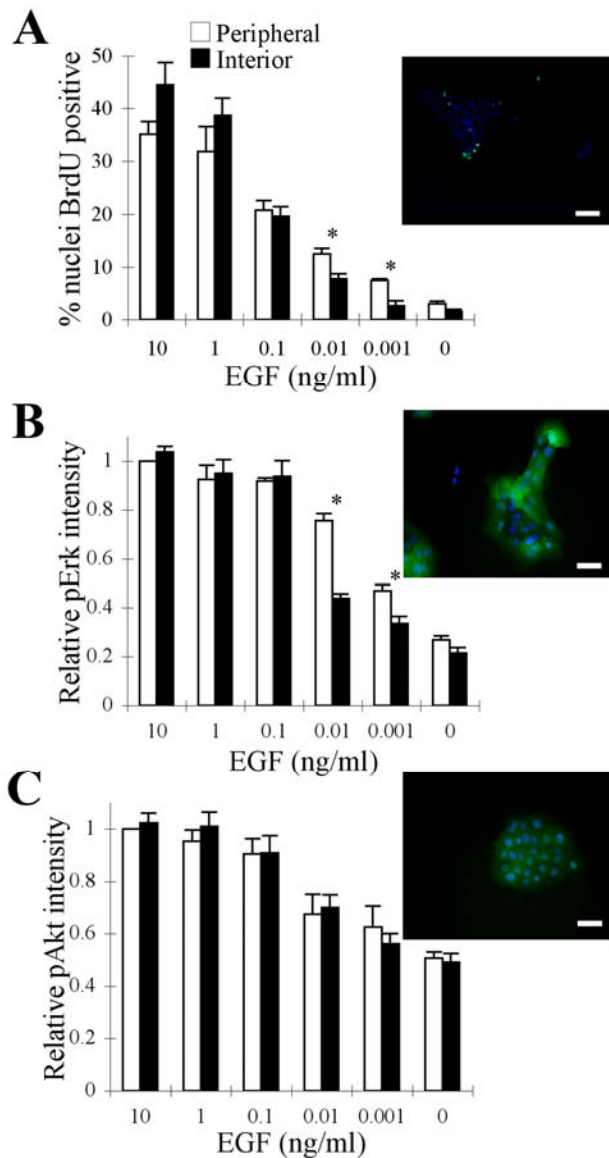 A
Peripheral
Interior
% nuclei BrdU positive
50
40
30
20
10
0
* *
10 1 0.1 0.01 0.001 0
EGF (ng/ml)
B
Relative pErk intensity
1
0.8
0.6
0.4
0.2
0
* *
10 1 0.1 0.01 0.001 0
EGF (ng/ml)
C
Relative pAkt intensity
1
0.8
0.6
0.4
0.2
0
10 1 0.1 0.01 0.001 0
EGF (ng/ml)